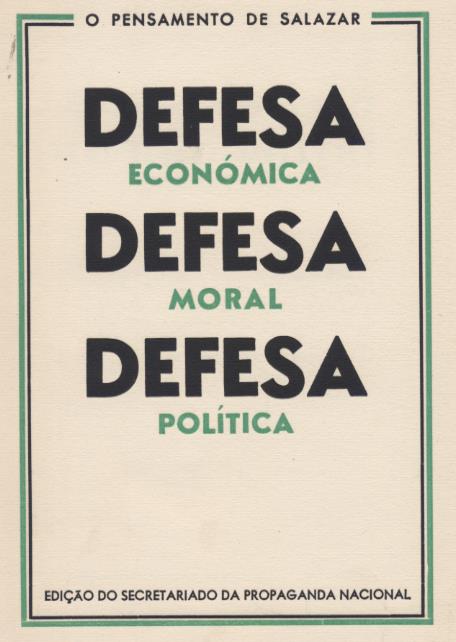 O PENSAMENTO DE SALAZAR
DEFESA
ECONÓMICA
DEFESA
MORAL
DEFESA
POLÍTICA
EDIÇÃO DO SECRETARIADO DA PROPAGANDA NACIONAL